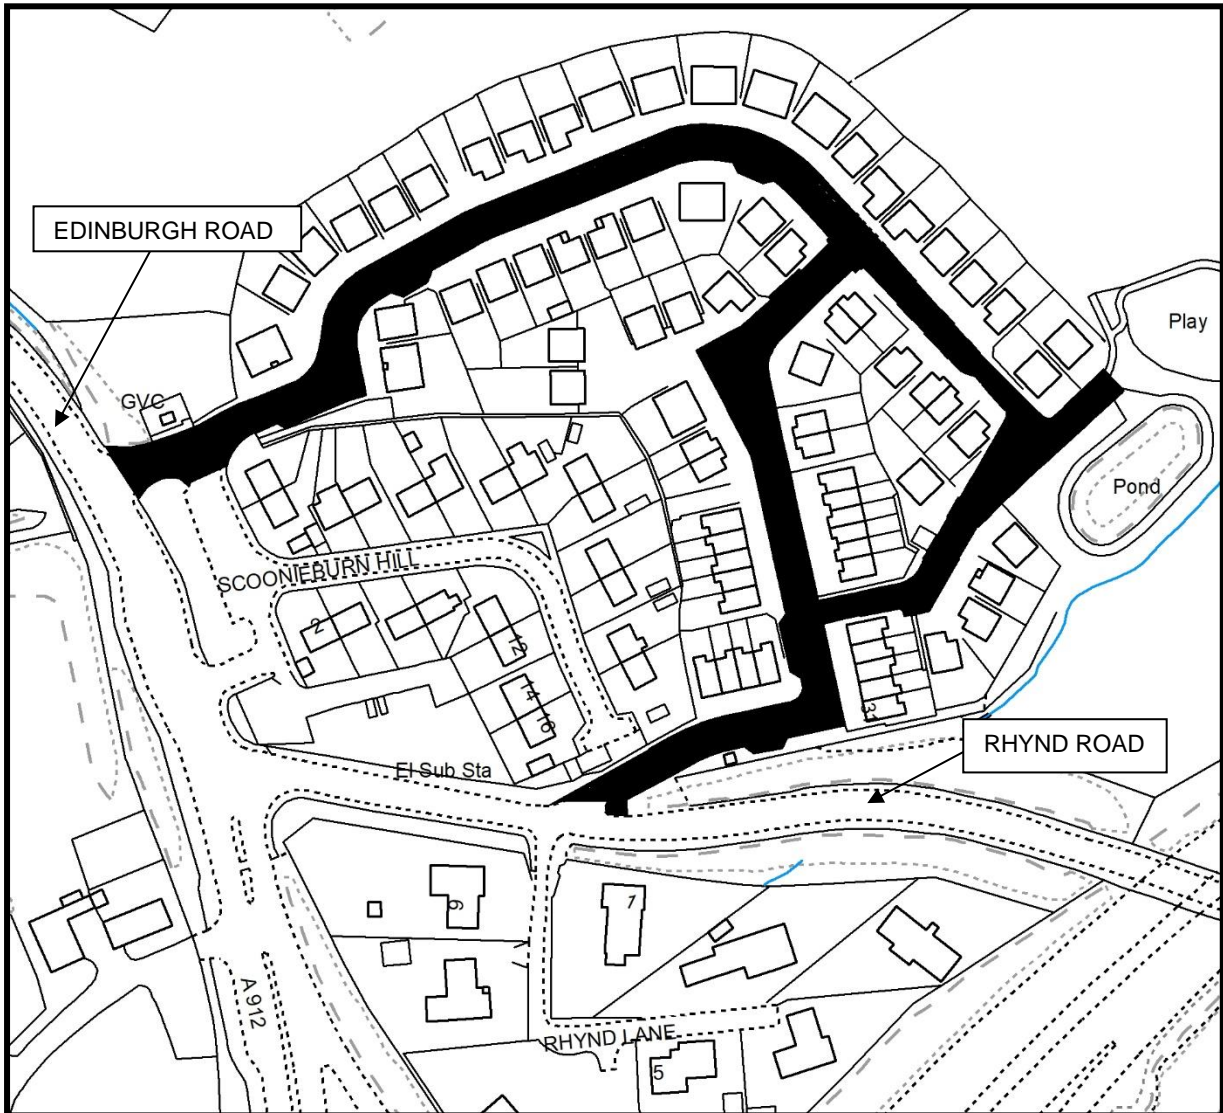 EDINBURGH ROAD
Play
GVC
Pond
SCOONIEBURN HILL
2
12
14
16
31
RHYND ROAD
El Sub Sta
6
7
A 912
RHYND LANE
5